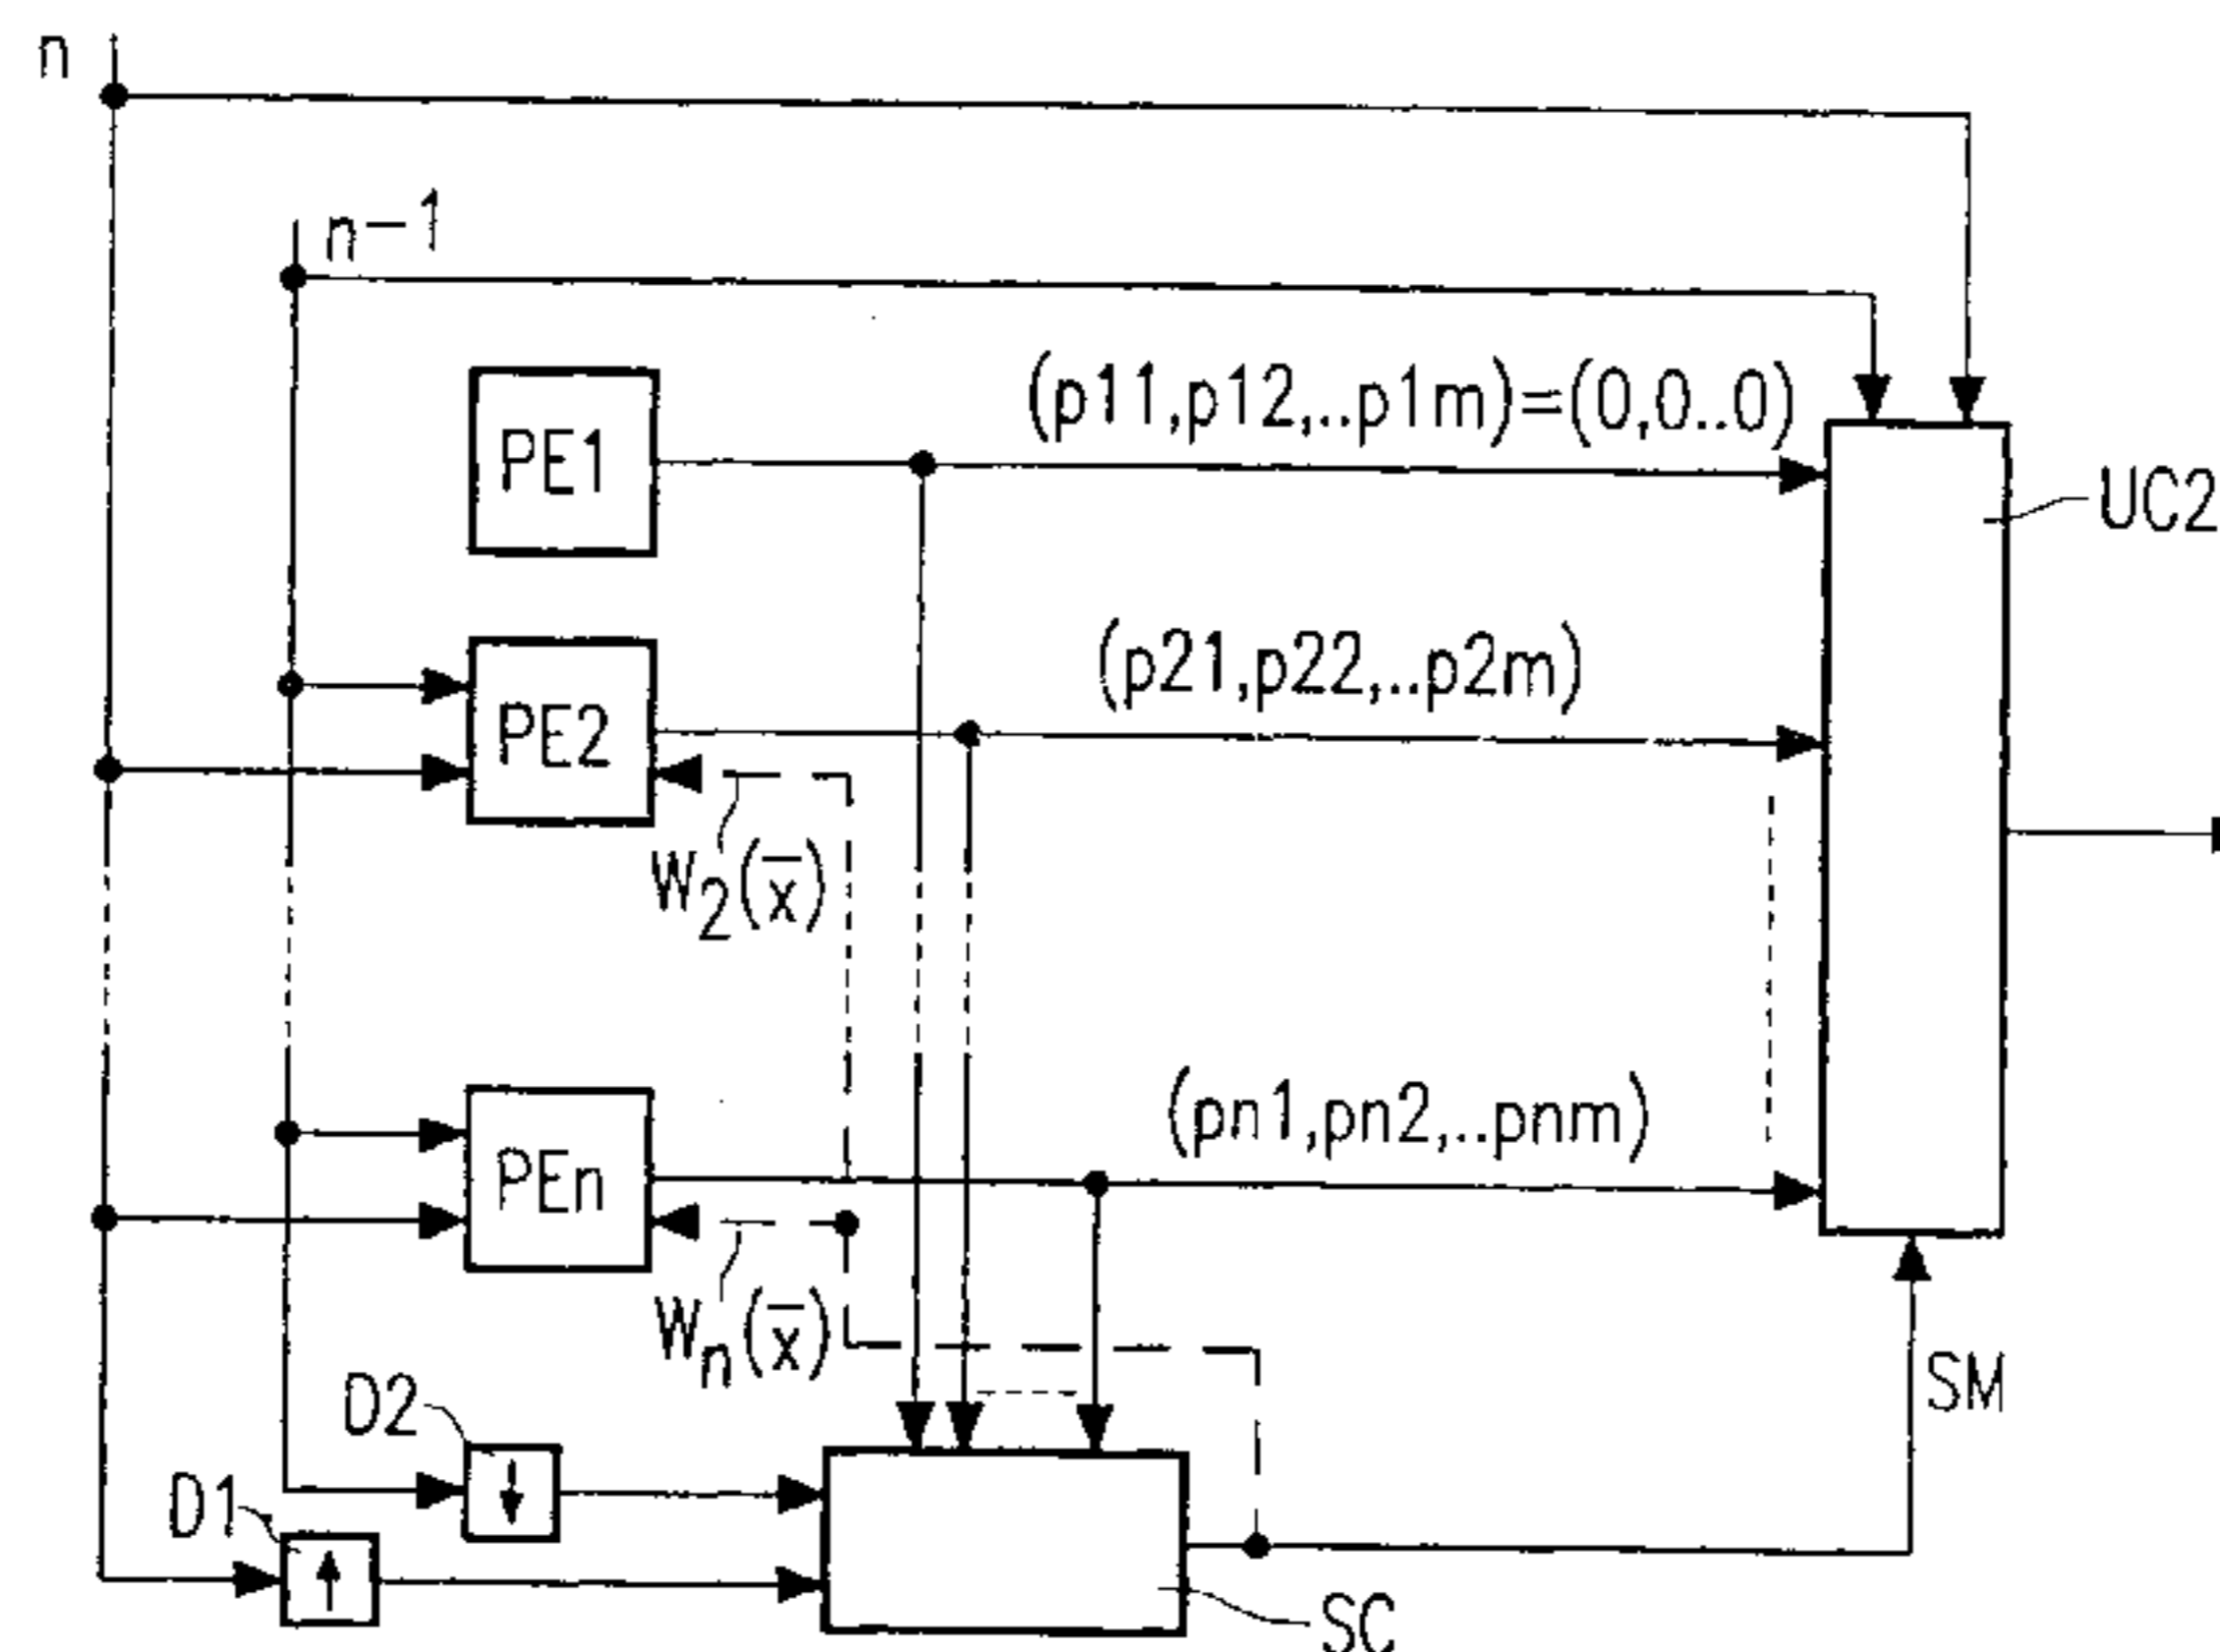 n
n-1
(p11,p12,..p1m)=(0,0..0)
PE1
UC2
(p21,p22,..p2m)
PE2
W2(x̅)
(pn1,pn2,..pnm)
PEn
Wn(x̅)
SM
D2
D1
SC